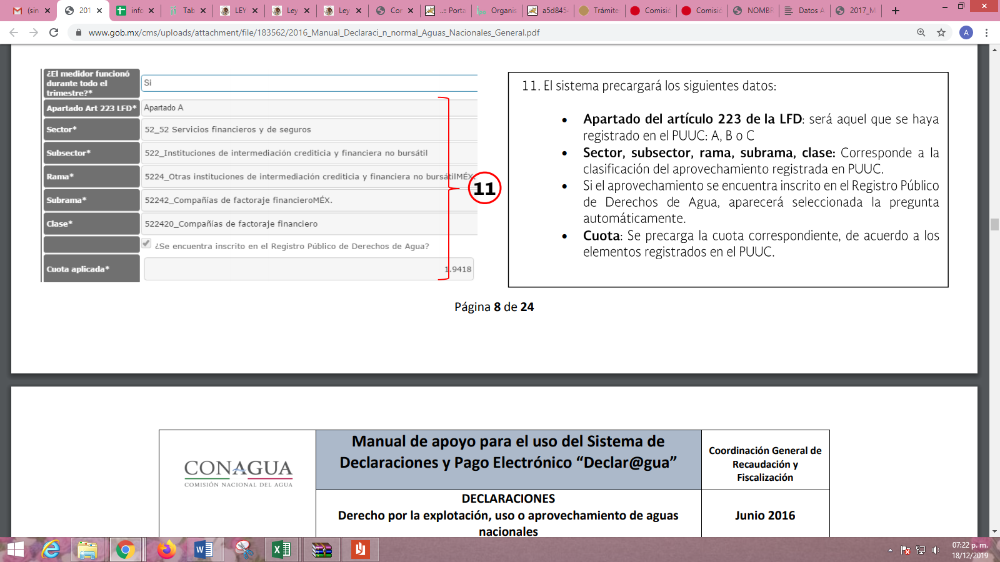 (sin
201
info
Tab
LEY
Ley
Ley
Cor
..:: Porta
Organis
a5d845
Trámite
Comisió
Comisió
NOMBR
Datos A
2017_M
www.gob.mx/cms/uploads/attachment/file/183562/2016_Manual_Declaraci_n_normal_Aguas_Nacionales_General.pdf
A
¿El medidor funcionó
durante todo el
trimestre?*
Si
Apartado Art 223 LFD*
Apartado A
Sector*
52_52 Servicios financieros y de seguros
Subsector*
522_Instituciones de intermediación crediticia y financiera no bursátil
Rama*
5224_Otras instituciones de intermediación crediticia y financiera no bursátilMÉX.
Subrama*
52242_Compañías de factoraje financieroMÉX.
Clase*
522420_Compañías de factoraje financiero
¿Se encuentra inscrito en el Registro Público de Derechos de Agua?
Cuota aplicada*
1.9418
11
11. El sistema precargará los siguientes datos:
• Apartado del artículo 223 de la LFD: será aquel que se haya
registrado en el PUUC: A, B o C
• Sector, subsector, rama, subrama, clase: Corresponde a la
clasificación del aprovechamiento registrada en PUUC.
• Si el aprovechamiento se encuentra inscrito en el Registro Público
de Derechos de Agua, aparecerá seleccionada la pregunta
automáticamente.
• Cuota: Se precarga la cuota correspondiente, de acuerdo a los
elementos registrados en el PUUC.
Página 8 de 24
CONAGUA
COMISIÓN NACIONAL DEL AGUA
Manual de apoyo para el uso del Sistema de
Declaraciones y Pago Electrónico “Declar@gua”
Coordinación General de
Recaudación y
Fiscalización
DECLARACIONES
Derecho por la explotación, uso o aprovechamiento de aguas
nacionales
Junio 2016
07:22 p. m.
18/12/2019